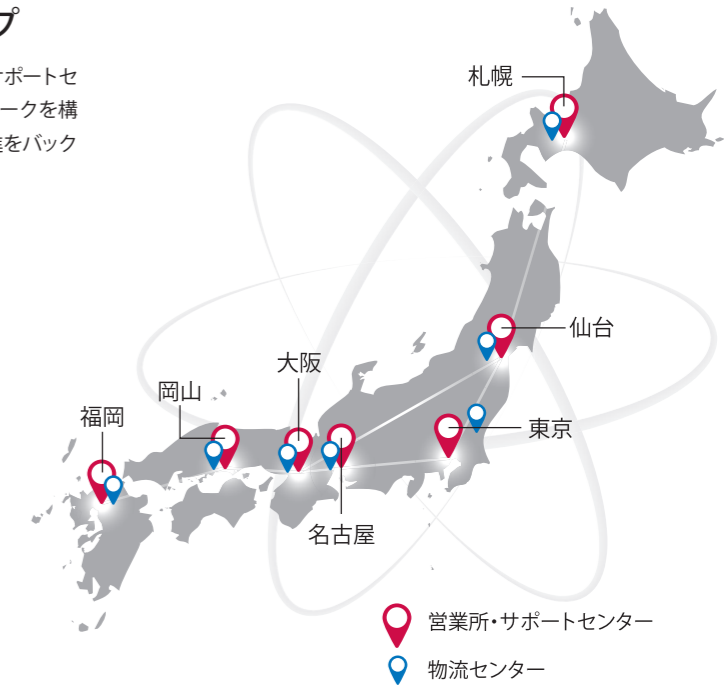 プ
ナポートセ
ークを構
をバック
札幌
仙台
大阪
岡山
福岡
東京
名古屋
営業所・サポートセンター
物流センター